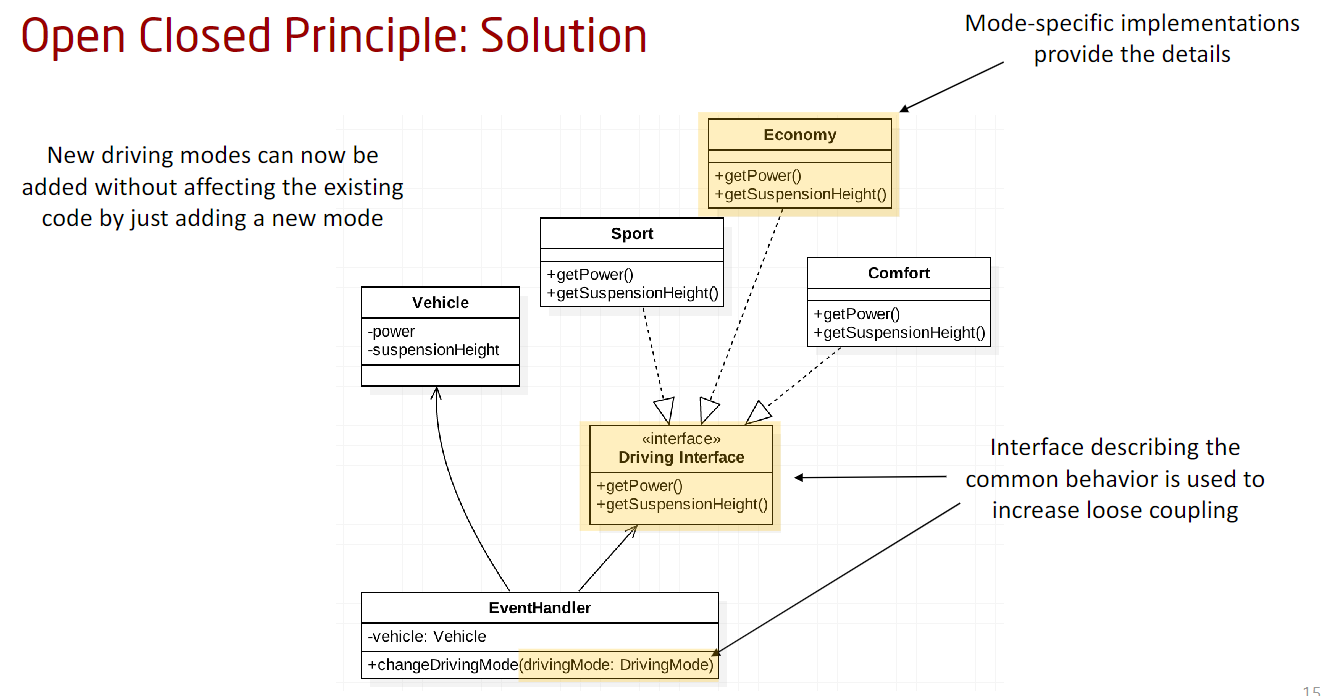 Open Closed Principle: Solution
Mode-specific implementations
provide the details
New driving modes can now be
added without affecting the existing
code by just adding a new mode
Economy
+getPower()
+getSuspensionHeight()
Sport
+getPower()
+getSuspensionHeight()
Comfort
+getPower()
+getSuspensionHeight()
Vehicle
-power
-suspensionHeight
«interface»
Driving Interface
+getPower()
+getSuspensionHeight()
Interface describing the
common behavior is used to
increase loose coupling
EventHandler
-vehicle: Vehicle
+changeDrivingMode(drivingMode: DrivingMode)
15